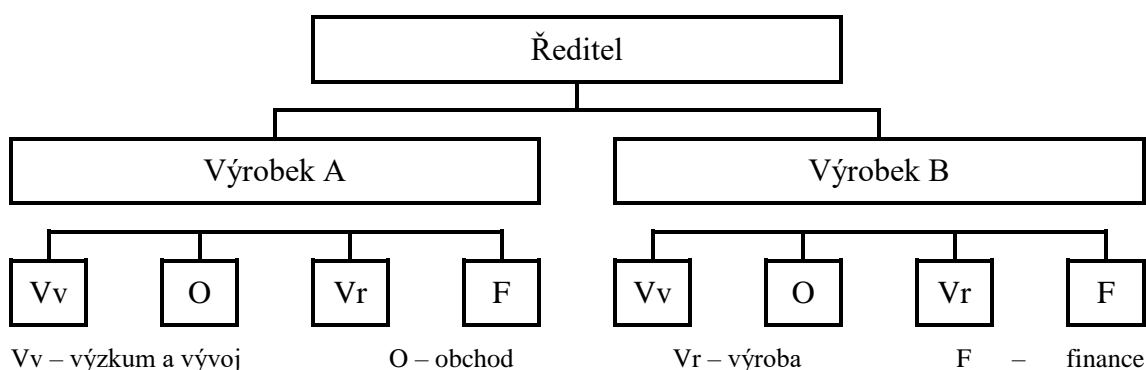 Ředitel
Výrobek A Výrobek B
Vv O Vr F Vv O Vr F
Vv – výzkum a vývoj O – obchod Vr – výroba F – finance